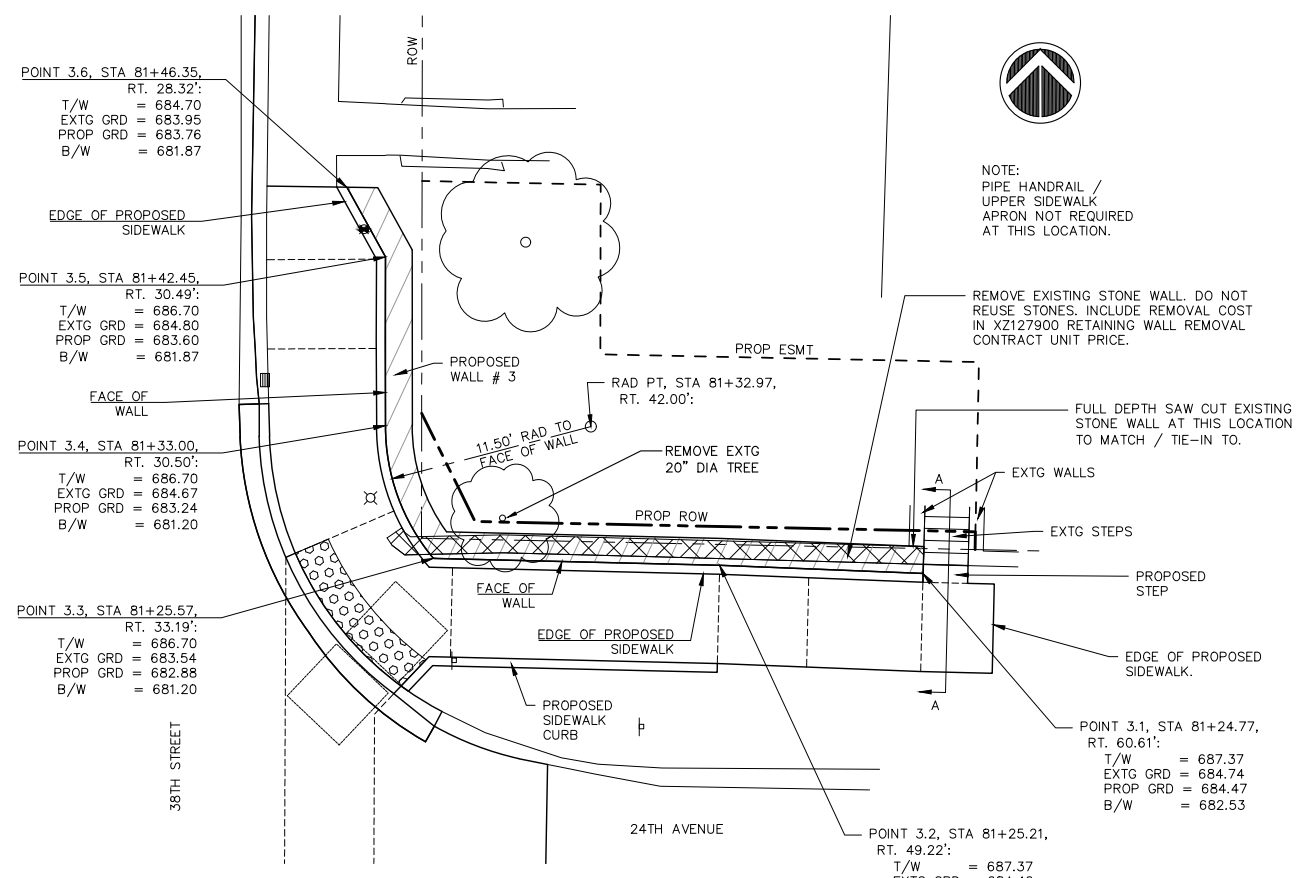 POINT 3.6, STA 81+46.35,
RT. 28.32':
T/W = 684.70
EXTG GRD = 683.95
PROP GRD = 683.76
B/W = 681.87
EDGE OF PROPOSED
SIDEWALK
POINT 3.5, STA 81+42.45,
RT. 30.49':
T/W = 686.70
EXTG GRD = 684.80
PROP GRD = 683.60
B/W = 681.87
FACE OF
WALL
POINT 3.4, STA 81+33.00,
RT. 30.50':
T/W = 686.70
EXTG GRD = 684.67
PROP GRD = 683.24
B/W = 681.20
POINT 3.3, STA 81+25.57,
RT. 33.19':
T/W = 686.70
EXTG GRD = 683.54
PROP GRD = 682.88
B/W = 681.20
38TH STREET
ROW
PROPOSED
WALL # 3
11.50' RAD TO
FACE OF WALL
RAD PT, STA 81+32.97,
RT. 42.00':
REMOVE EXTG
20" DIA TREE
PROP ESMT
PROP ROW
FACE OF
WALL
EDGE OF PROPOSED
SIDEWALK
PROPOSED
SIDEWALK
CURB
24TH AVENUE
NOTE:
PIPE HANDRAIL /
UPPER SIDEWALK
APRON NOT REQUIRED
AT THIS LOCATION.
REMOVE EXISTING STONE WALL. DO NOT
REUSE STONES. INCLUDE REMOVAL COST
IN XZ127900 RETAINING WALL REMOVAL
CONTRACT UNIT PRICE.
FULL DEPTH SAW CUT EXISTING
STONE WALL AT THIS LOCATION
TO MATCH / TIE-IN TO.
A
EXTG WALLS
EXTG STEPS
PROPOSED
STEP
EDGE OF PROPOSED
SIDEWALK.
A
POINT 3.1, STA 81+24.77,
RT. 60.61':
T/W = 687.37
EXTG GRD = 684.74
PROP GRD = 684.47
B/W = 682.53
POINT 3.2, STA 81+25.21,
RT. 49.22':
T/W = 687.37